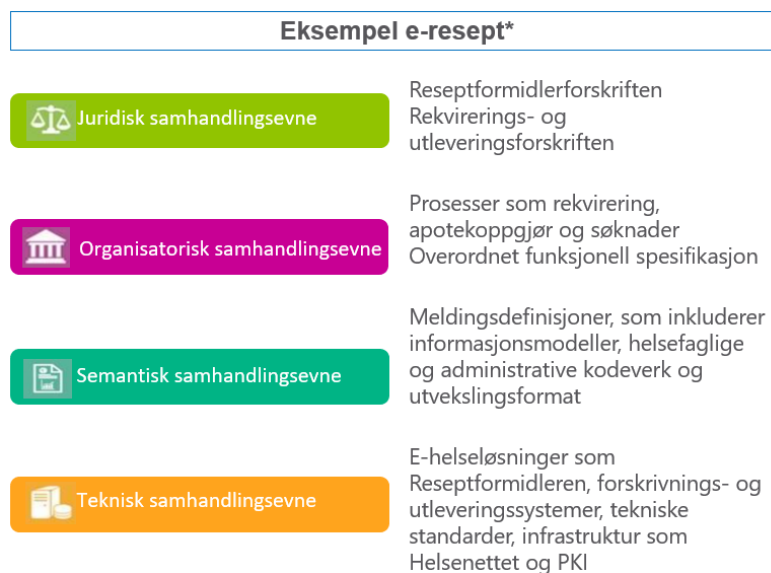 Eksempel e-resept*
Juridisk samhandlingsevne
Reseptformidlerforskriften
Rekvirerings- og
utleveringsforskriften
Organisatorisk samhandlingsevne
Prosesser som rekvirering,
apotekoppgjør og søknader
Overordnet funksjonell spesifikasjon
Semantisk samhandlingsevne
Meldingsdefinisjoner, som inkluderer
informasjonsmodeller, helsefaglige
og administrative kodeverk og
utvekslingsformat
Teknisk samhandlingsevne
E-helseløsninger som
Reseptformidleren, forskrivnings- og
utleveringssystemer, tekniske
standarder, infrastruktur som
Helsenettet og PKI